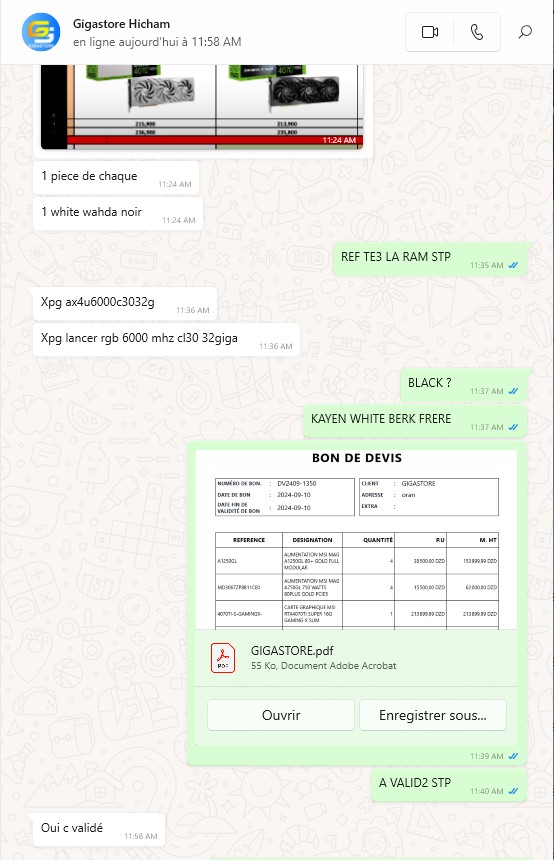 Gigastore Hicham
en ligne aujourd'hui à 11:58 AM
215,900
213,900
236,900
235,800
11:24 AM
1 piece de chaque
11:24 AM
1 white wahda noir
11:24 AM
REF TE3 LA RAM STP
11:35 AM
Xpg ax4u6000c3032g
11:36 AM
Xpg lancer rgb 6000 mhz cl30 32giga
11:36 AM
BLACK ?
11:37 AM
KAYEN WHITE BERK FRERE
11:37 AM
BON DE DEVIS
NUMÉRO DE BON. : DV2409-1350
CLIENT : GIGASTORE
DATE DE BON : 2024-09-10
ADRESSE : oran
DATE FIN DE
VALIDITÉ DE BON : 2024-09-10
EXTRA :
REFERENCE DESIGNATION QUANTITÉ P.U M. HT
A1250GL
ALIMENTATION MSI MAG
A1250GL 80+ GOLD FULL
MODULAR
4
38500.00 DZD
153999.99 DZD
ALIMENTATION MSI MAG
A750GL 750 WATTS
80PLUS GOLD PCIE5
4
15500.00 DZD
62000.00 DZD
4070TI-S-GAMINGX-
CARTE GRAPHIQUE MSI
RTX4070TI SUPER 16G
GAMING X SLIM
1
213899.99 DZD
213899.99 DZD
PDF
GIGASTORE.pdf
55 Ko, Document Adobe Acrobat
Ouvrir
Enregistrer sous...
11:39 AM
A VALID2 STP
11:40 AM
Oui c validé
11:58 AM